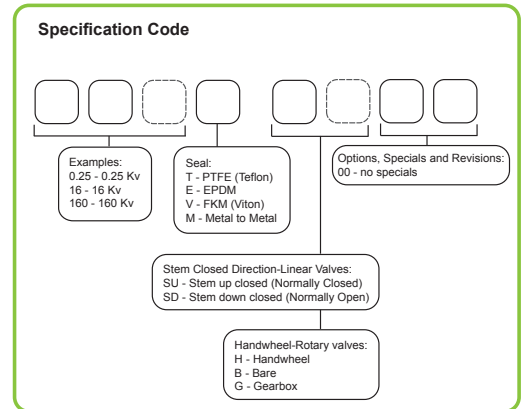 Specification Code
Examples:
0.25 - 0.25 Kv
16 - 16 Kv
160 - 160 Kv
Seal:
T - PTFE (Teflon)
E - EPDM
V - FKM (Viton)
M - Metal to Metal
Options, Specials and Revisions:
00 - no specials
Stem Closed Direction-Linear Valves:
SU - Stem up closed (Normally Closed)
SD - Stem down closed (Normally Open)
Handwheel-Rotary valves:
H - Handwheel
B - Bare
G - Gearbox